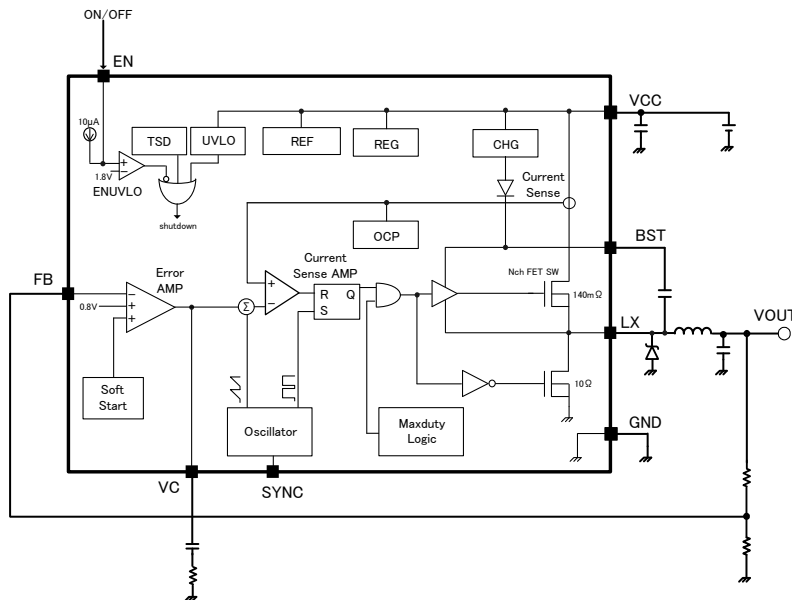 ON/OFF
EN
VCC
10μA
TSD
UVLO
REF
REG
CHG
1.8V
ENUVLO
shutdown
Current
Sense
OCP
BST
FB
Error
AMP
Current
Sense AMP
Nch FET SW
0.8V
Σ
R Q
S
140mΩ
LX
VOUT
Soft
Start
Oscillator
Maxduty
Logic
10Ω
GND
VC
SYNC